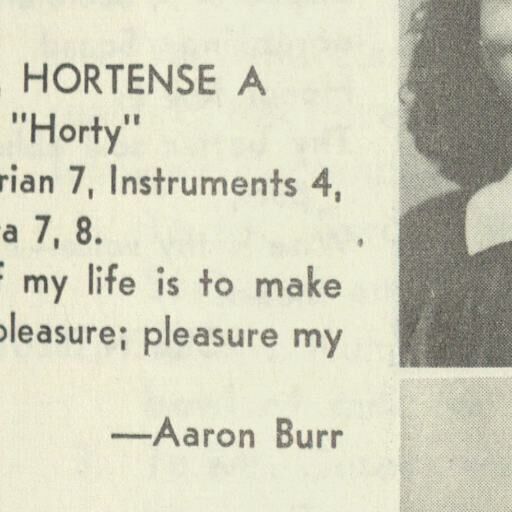 HORTENSE A
"Horty"
rian 7, Instruments 4,
a 7, 8.
my life is to make
pleasure; pleasure my
—Aaron Burr